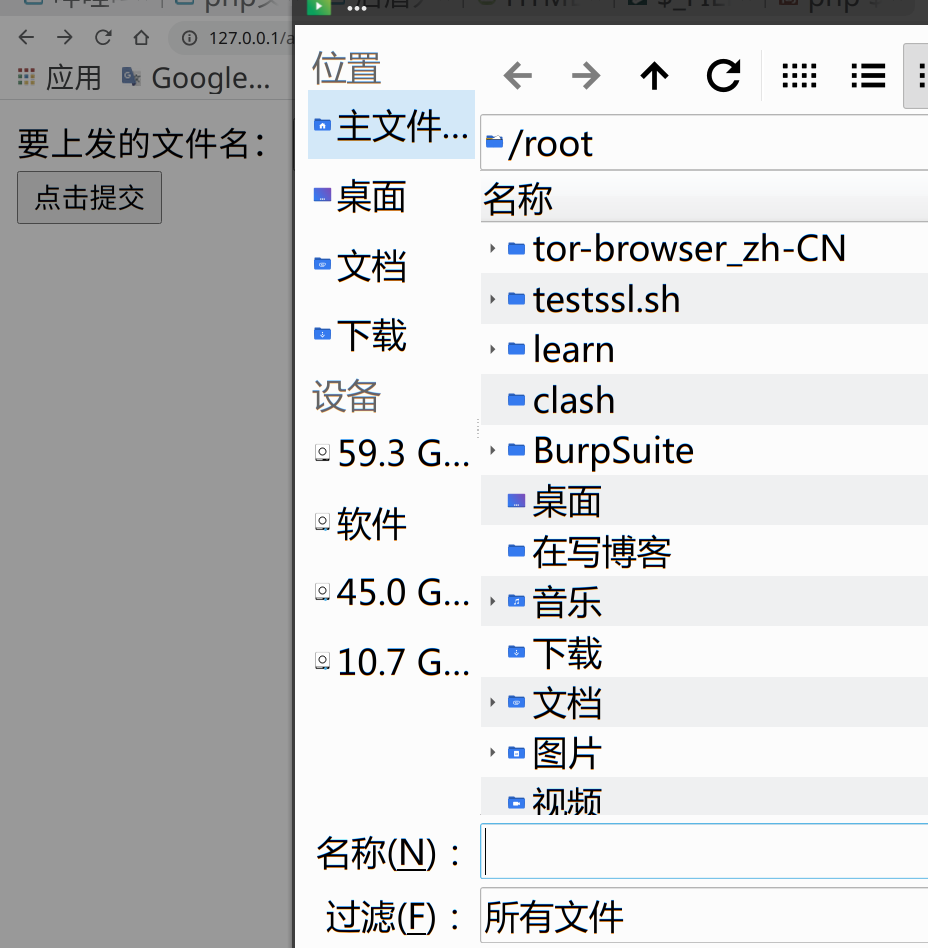 ...
127.0.0.1/a
应用 Google...
要上发的文件名：
点击提交
位置
主文件...
桌面
文档
下载
设备
59.3 G...
软件
45.0 G...
10.7 G...
/root
名称
tor-browser_zh-CN
testssl.sh
learn
clash
BurpSuite
桌面
在写博客
音乐
下载
文档
图片
视频
名称(N)：
过滤(F)： 所有文件